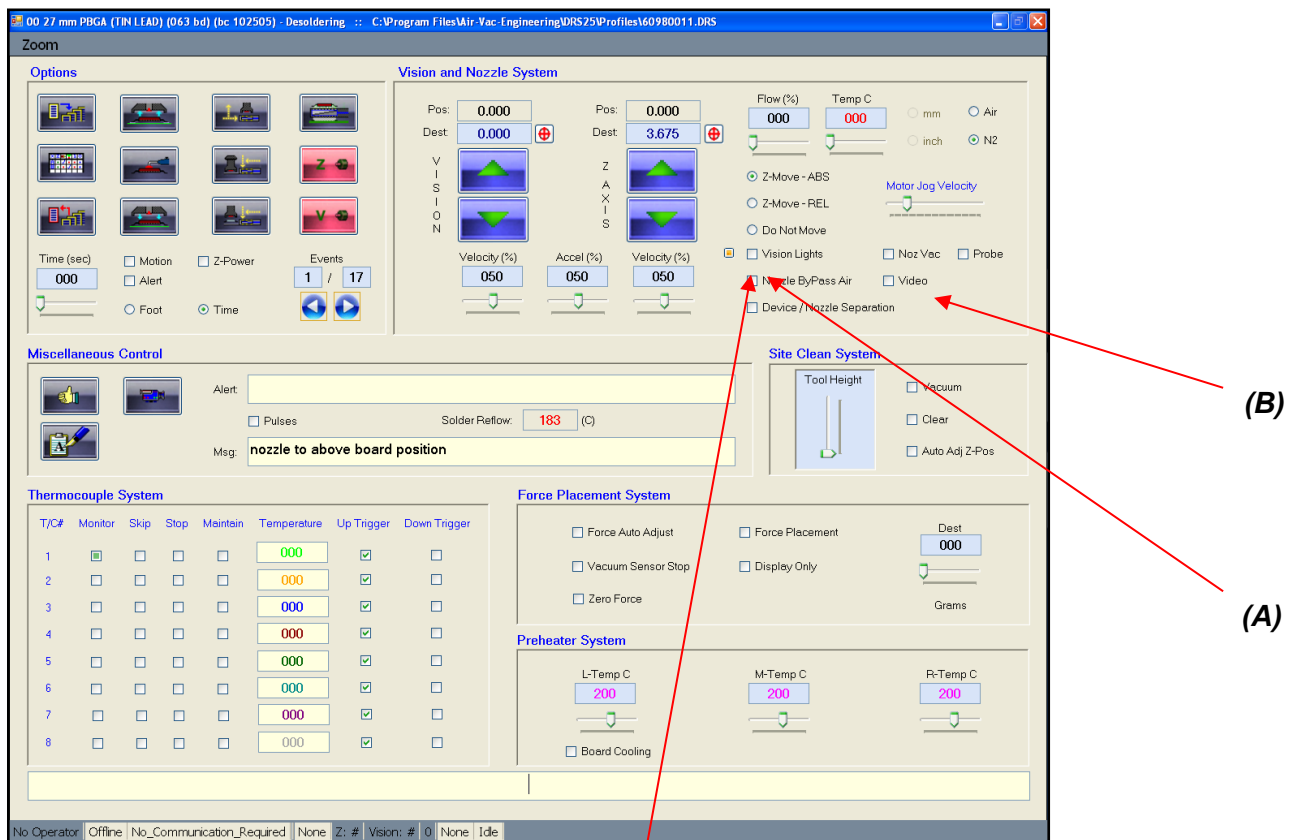 00 27 mm PBGA (TIN LEAD) (063 bd) (bc 102505) - Desoldering :: C:\Program Files\Air-Vac-Engineering\DRS25\Profiles\60980011.DRS
Zoom
Options
Time (sec)
000
Motion
Z-Power
Alert
Foot
Time
Events
1 / 17
Z
V
Vision and Nozzle System
Pos: 0.000
Dest: 0.000
VISION
Pos: 0.000
Dest: 3.675
Z AXIS
Velocity (%)
050
Accel (%)
050
Velocity (%)
050
Flow (%)
000
Temp C
000
mm
Air
inch
N2
Z-Move - ABS
Z-Move - REL
Do Not Move
Motor Jog Velocity
Vision Lights
Noz Vac
Probe
Nozzle ByPass Air
Video
Device / Nozzle Separation
(B)
(A)
Miscellaneous Control
A
Alert:
Pulses
Solder Reflow: 183 (C)
Msg: nozzle to above board position
Site Clean System
Tool Height
Vacuum
Clear
Auto Adj Z-Pos
Thermocouple System
T/C# Monitor Skip Stop Maintain Temperature Up Trigger Down Trigger
1 000
2 000
3 000
4 000
5 000
6 000
7 000
8 000
Force Placement System
Force Auto Adjust
Force Placement
Vacuum Sensor Stop
Display Only
Zero Force
Dest
000
Grams
Preheater System
L-Temp C
200
M-Temp C
200
R-Temp C
200
Board Cooling
No Operator Offline No_Communication_Required None Z: # Vision: # 0 None Idle